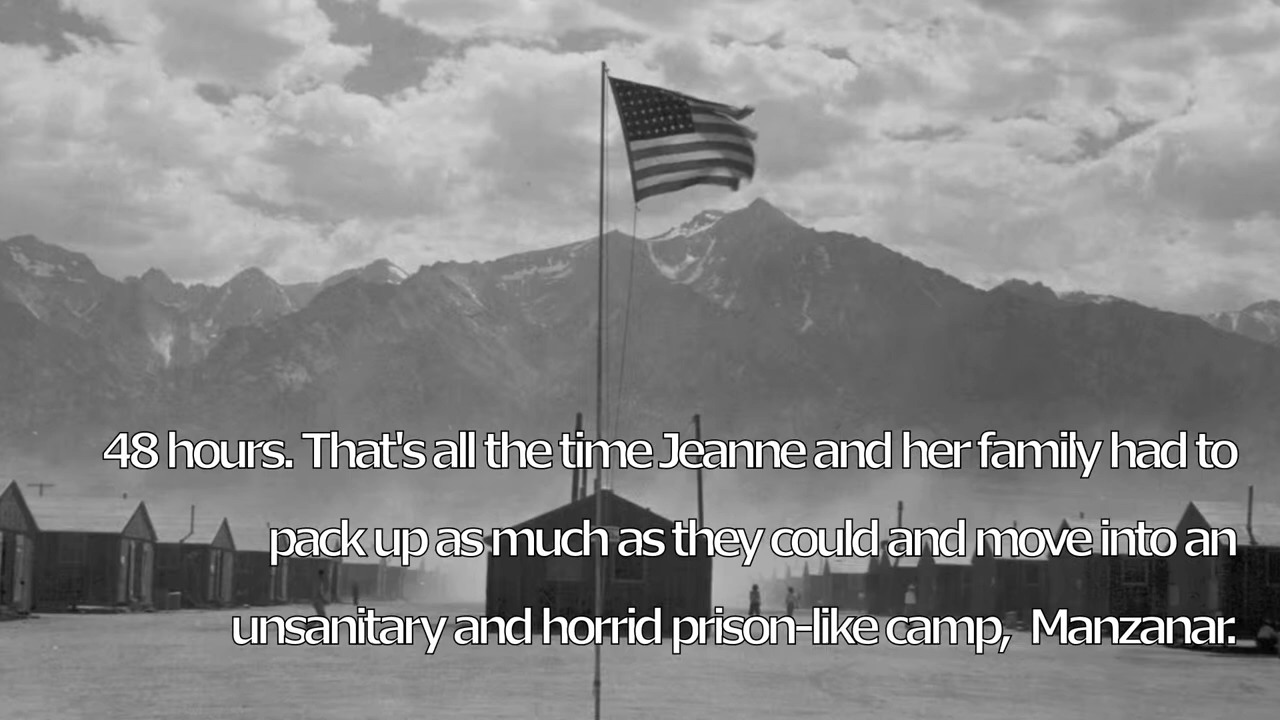 48 hours. That's all the time Jeanne and her family had to
pack up as much as they could and move into an
unsanitary and horrid prison-like camp,  Manzanar.